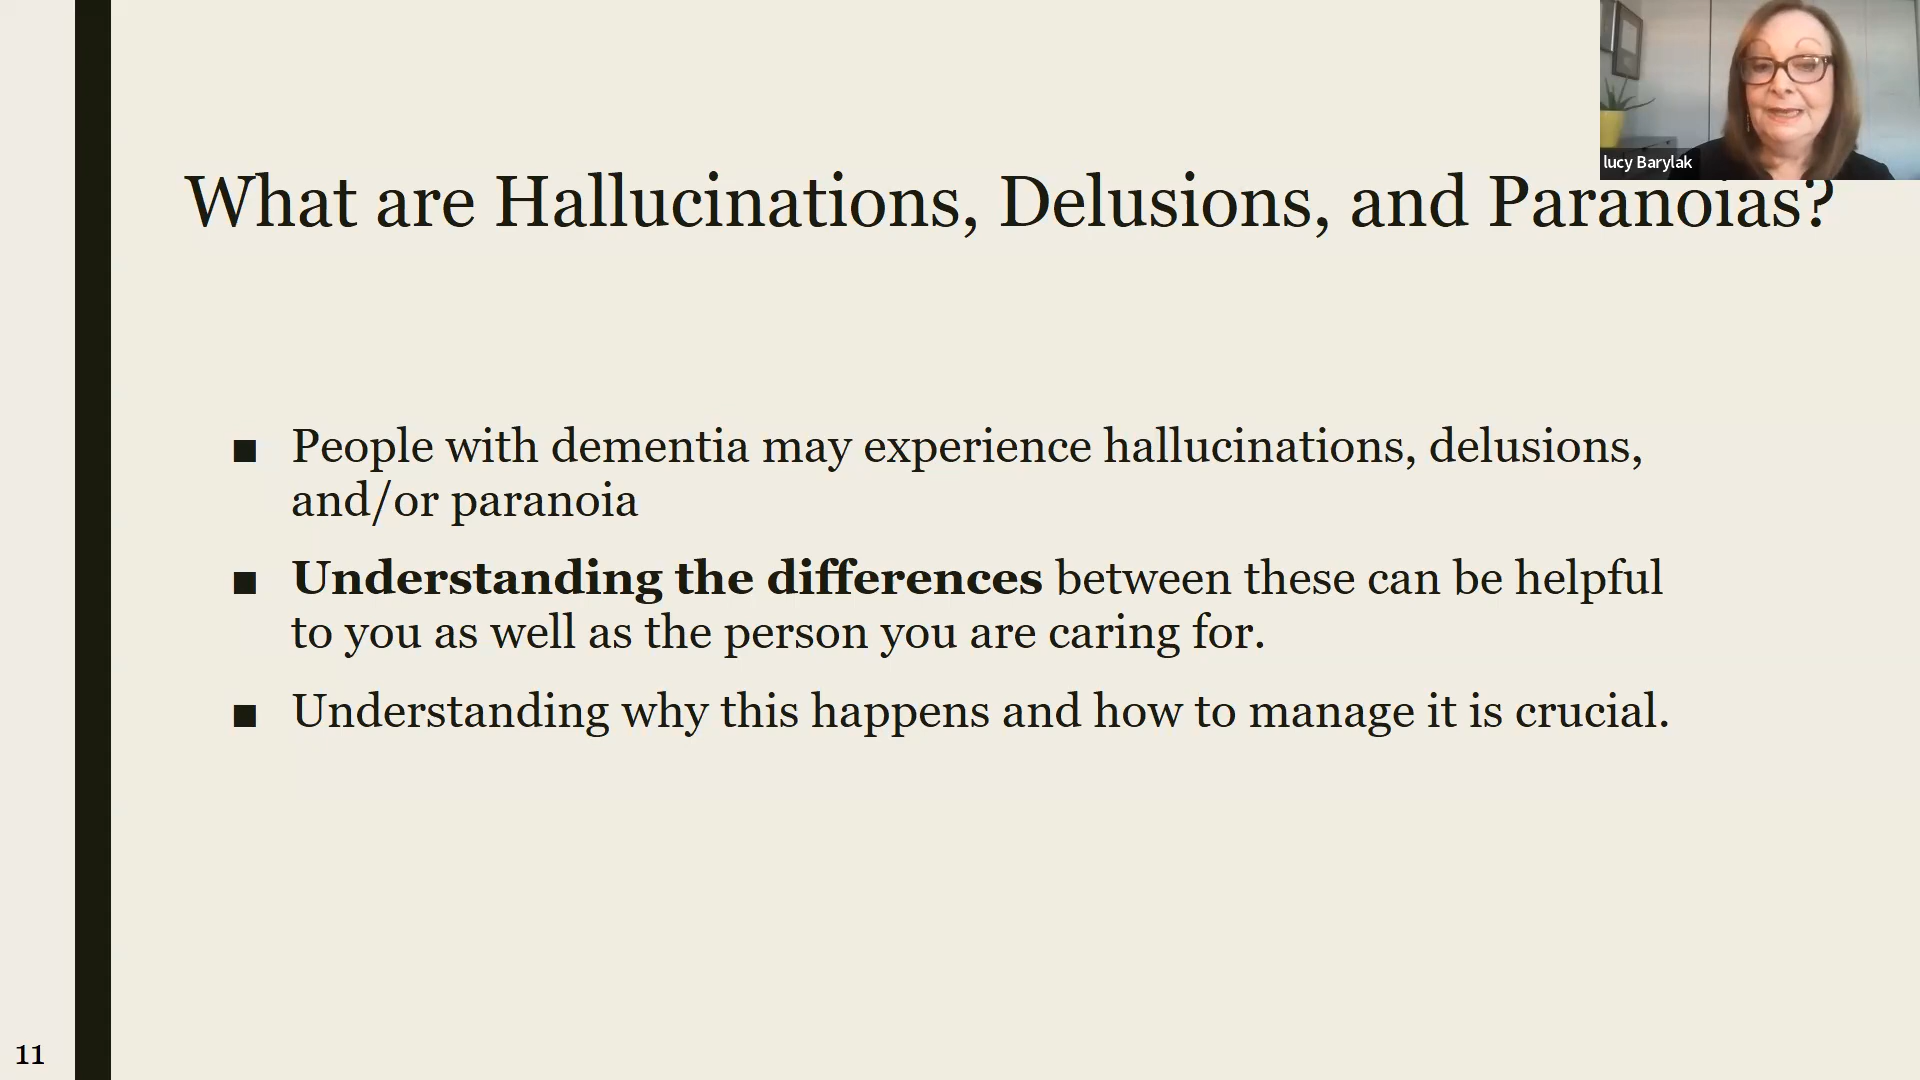 lucy Barylak
What are Hallucinations, Delusions, and Paranoias?
■ People with dementia may experience hallucinations, delusions,
and/or paranoia
■ Understanding the differences between these can be helpful
to you as well as the person you are caring for.
■ Understanding why this happens and how to manage it is crucial.
11